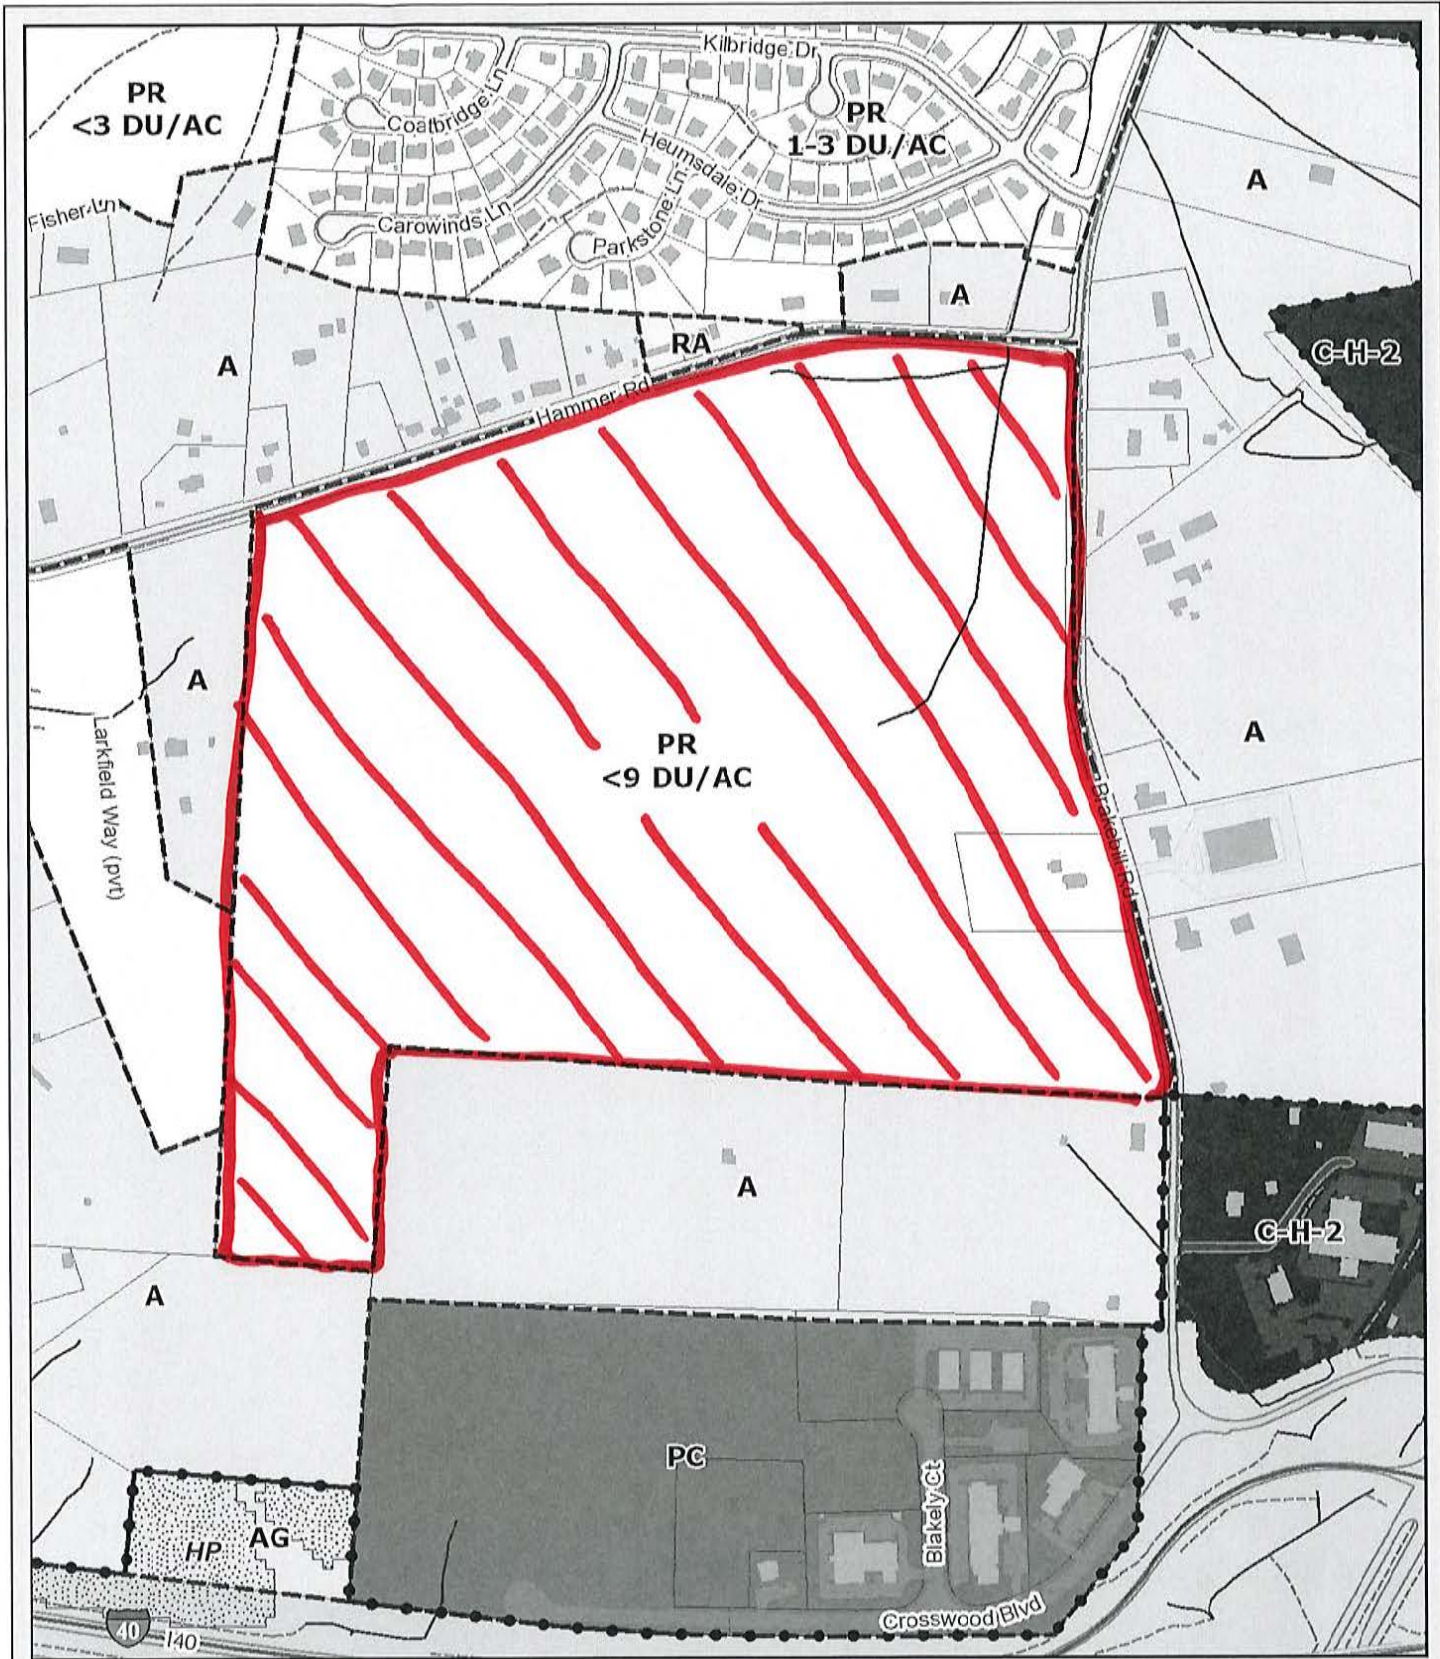 Kilbridge Dr
PR
<3 DU/AC
PR
1-3 DU/AC
Coatbridge Ln
Heumsdale Dr
A
Fisher Ln
Carowinds Ln
Parkstone Ln
A
RA
C-H-2
A
Hammer Rd
A
Larkfield Way (pvt)
PR
<9 DU/AC
A
Brakebill Rd
A
C-H-2
A
PC
Blakely Ct
HP
AG
Crosswood Blvd
40
I40